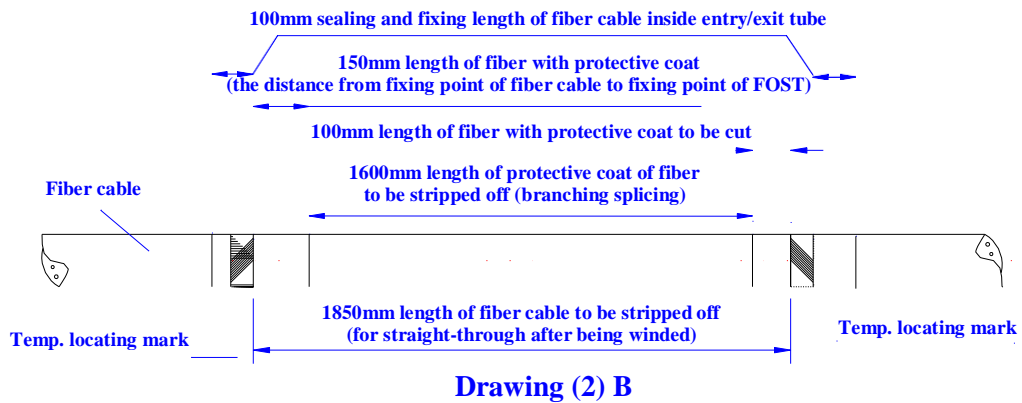 100mm sealing and fixing length of fiber cable inside entry/exit tube
150mm length of fiber with protective coat
(the distance from fixing point of fiber cable to fixing point of FOST)
100mm length of fiber with protective coat to be cut
1600mm length of protective coat of fiber
to be stripped off (branching splicing)
Fiber cable
1850mm length of fiber cable to be stripped off
(for straight-through after being winded)
Temp. locating mark
Temp. locating mark
Drawing (2) B